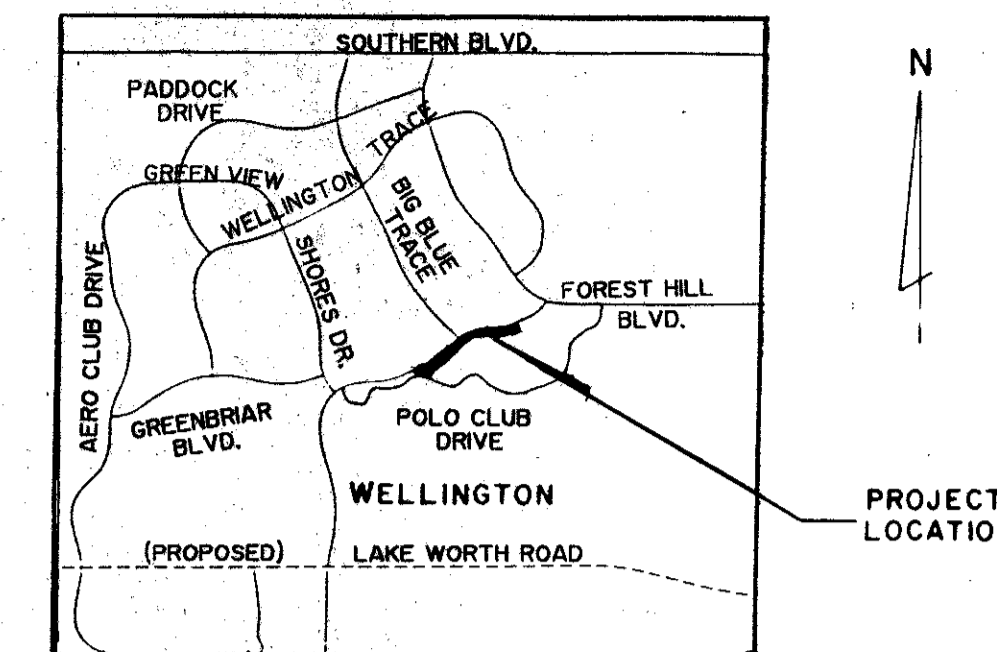 SOUTHERN BLVD.
N
PADDOCK
DRIVE
TRACE
GREEN VIEW
WELLINGTON
BIG BLUE
TRACE
SHORES DR.
AERO CLUB DRIVE
FOREST HILL
BLVD.
GREENBRIAR
BLVD.
POLO CLUB
DRIVE
WELLINGTON
PROJECT
LOCATIO
(PROPOSED)
LAKE WORTH ROAD